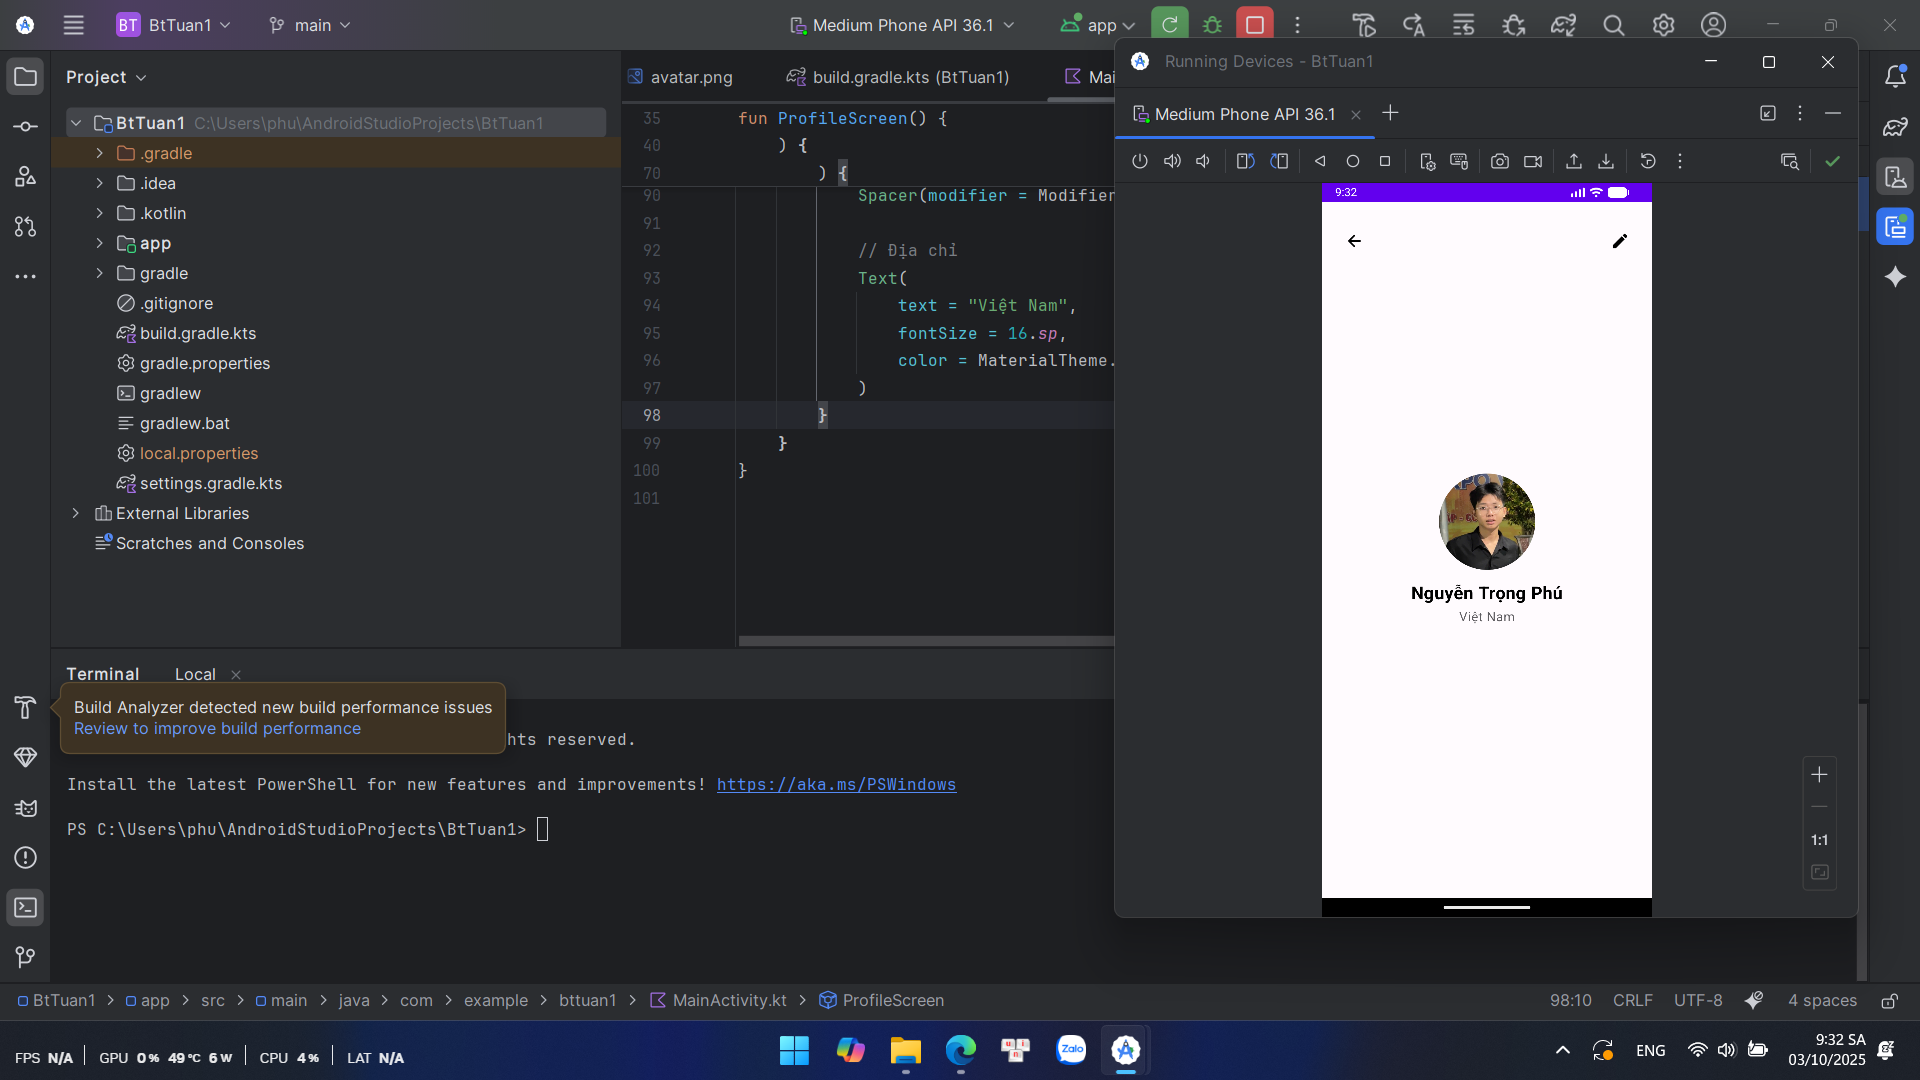 BT BtTuan1 main Medium Phone API 36.1 app
Project
BtTuan1 C:\Users\phu\AndroidStudioProjects\BtTuan1
.gradle
.idea
.kotlin
app
gradle
.gitignore
build.gradle.kts
gradle.properties
gradlew
gradlew.bat
local.properties
settings.gradle.kts
External Libraries
Scratches and Consoles
avatar.png build.gradle.kts (BtTuan1) Mai
35 fun ProfileScreen() {
40 ) {
70 ) {
90 Spacer(modifier = Modifier
91
92 // Địa chỉ
93 Text(
94 text = "Việt Nam",
95 fontSize = 16.sp,
96 color = MaterialTheme.
97 )
98 }
99 }
100 }
101
Running Devices - BtTuan1
Medium Phone API 36.1
9:32
Nguyễn Trọng Phú
Việt Nam
1:1
Terminal Local
Build Analyzer detected new build performance issues
Review to improve build performance
hts reserved.
Install the latest PowerShell for new features and improvements! https://aka.ms/PSWindows
PS C:\Users\phu\AndroidStudioProjects\BtTuan1>
BtTuan1 app src main java com example bttuan1 MainActivity.kt ProfileScreen
98:10 CRLF UTF-8 4 spaces
FPS N/A GPU 0% 49°C 6W CPU 4% LAT N/A
Zalo
ENG
9:32 SA
03/10/2025